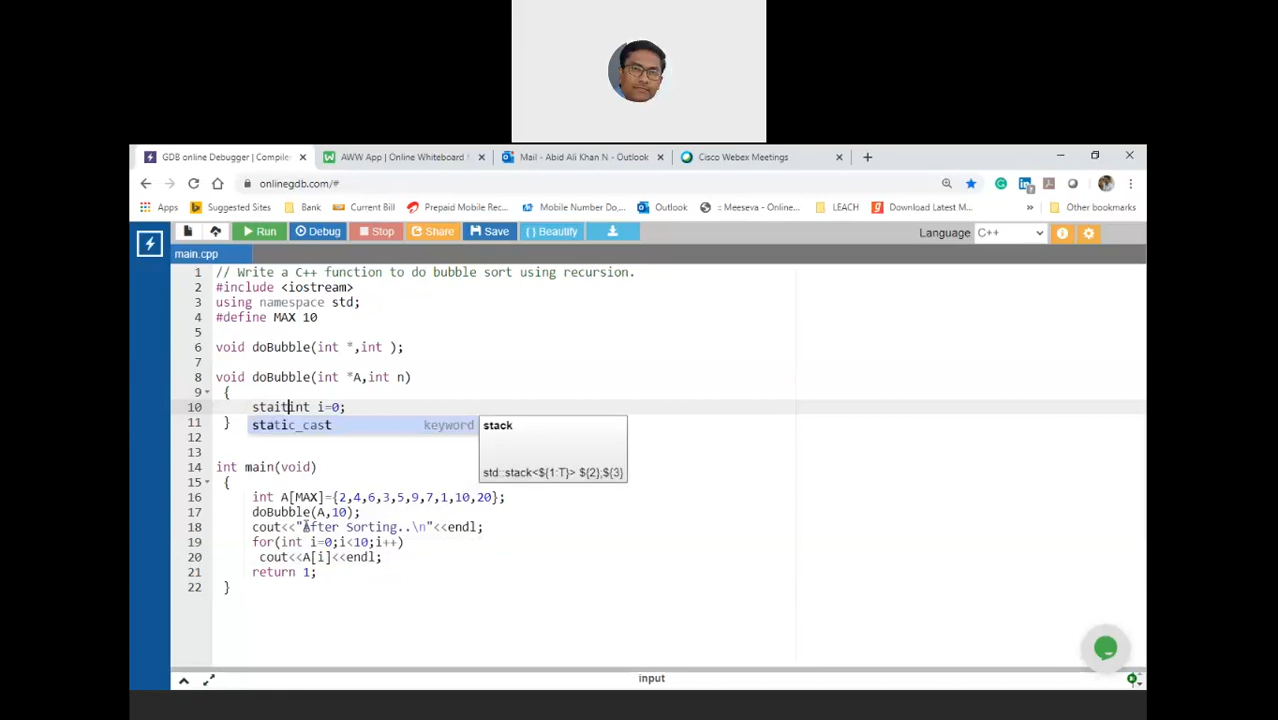 GDB online Debugger | Compiler
AWW App | Online Whiteboard
Mail - Abid Ali Khan N - Outlook
Cisco Webex Meetings
onlinegdb.com/#
Apps
Suggested Sites
Bank
Current Bill
Prepaid Mobile Rec...
Mobile Number Do,...
Outlook
:: Meeseva - Online...
LEACH
Download Latest M...
»
Other bookmarks
Run
Debug
Stop
Share
Save
{ } Beautify
Language
C++
main.cpp
1 // Write a C++ function to do bubble sort using recursion.
2 #include <iostream>
3 using namespace std;
4 #define MAX 10
5
6 void doBubble(int *,int );
7
8 void doBubble(int *A,int n)
9 {
10 staitint i=0;
11 }
static_cast keyword
stack
std::stack<${1:T}> ${2},${3}
12
13
14 int main(void)
15 {
16 int A[MAX]={2,4,6,3,5,9,7,1,10,20};
17 doBubble(A,10);
18 cout<<"After Sorting..\n"<<endl;
19 for(int i=0;i<10;i++)
20 cout<<A[i]<<endl;
21 return 1;
22 }
input